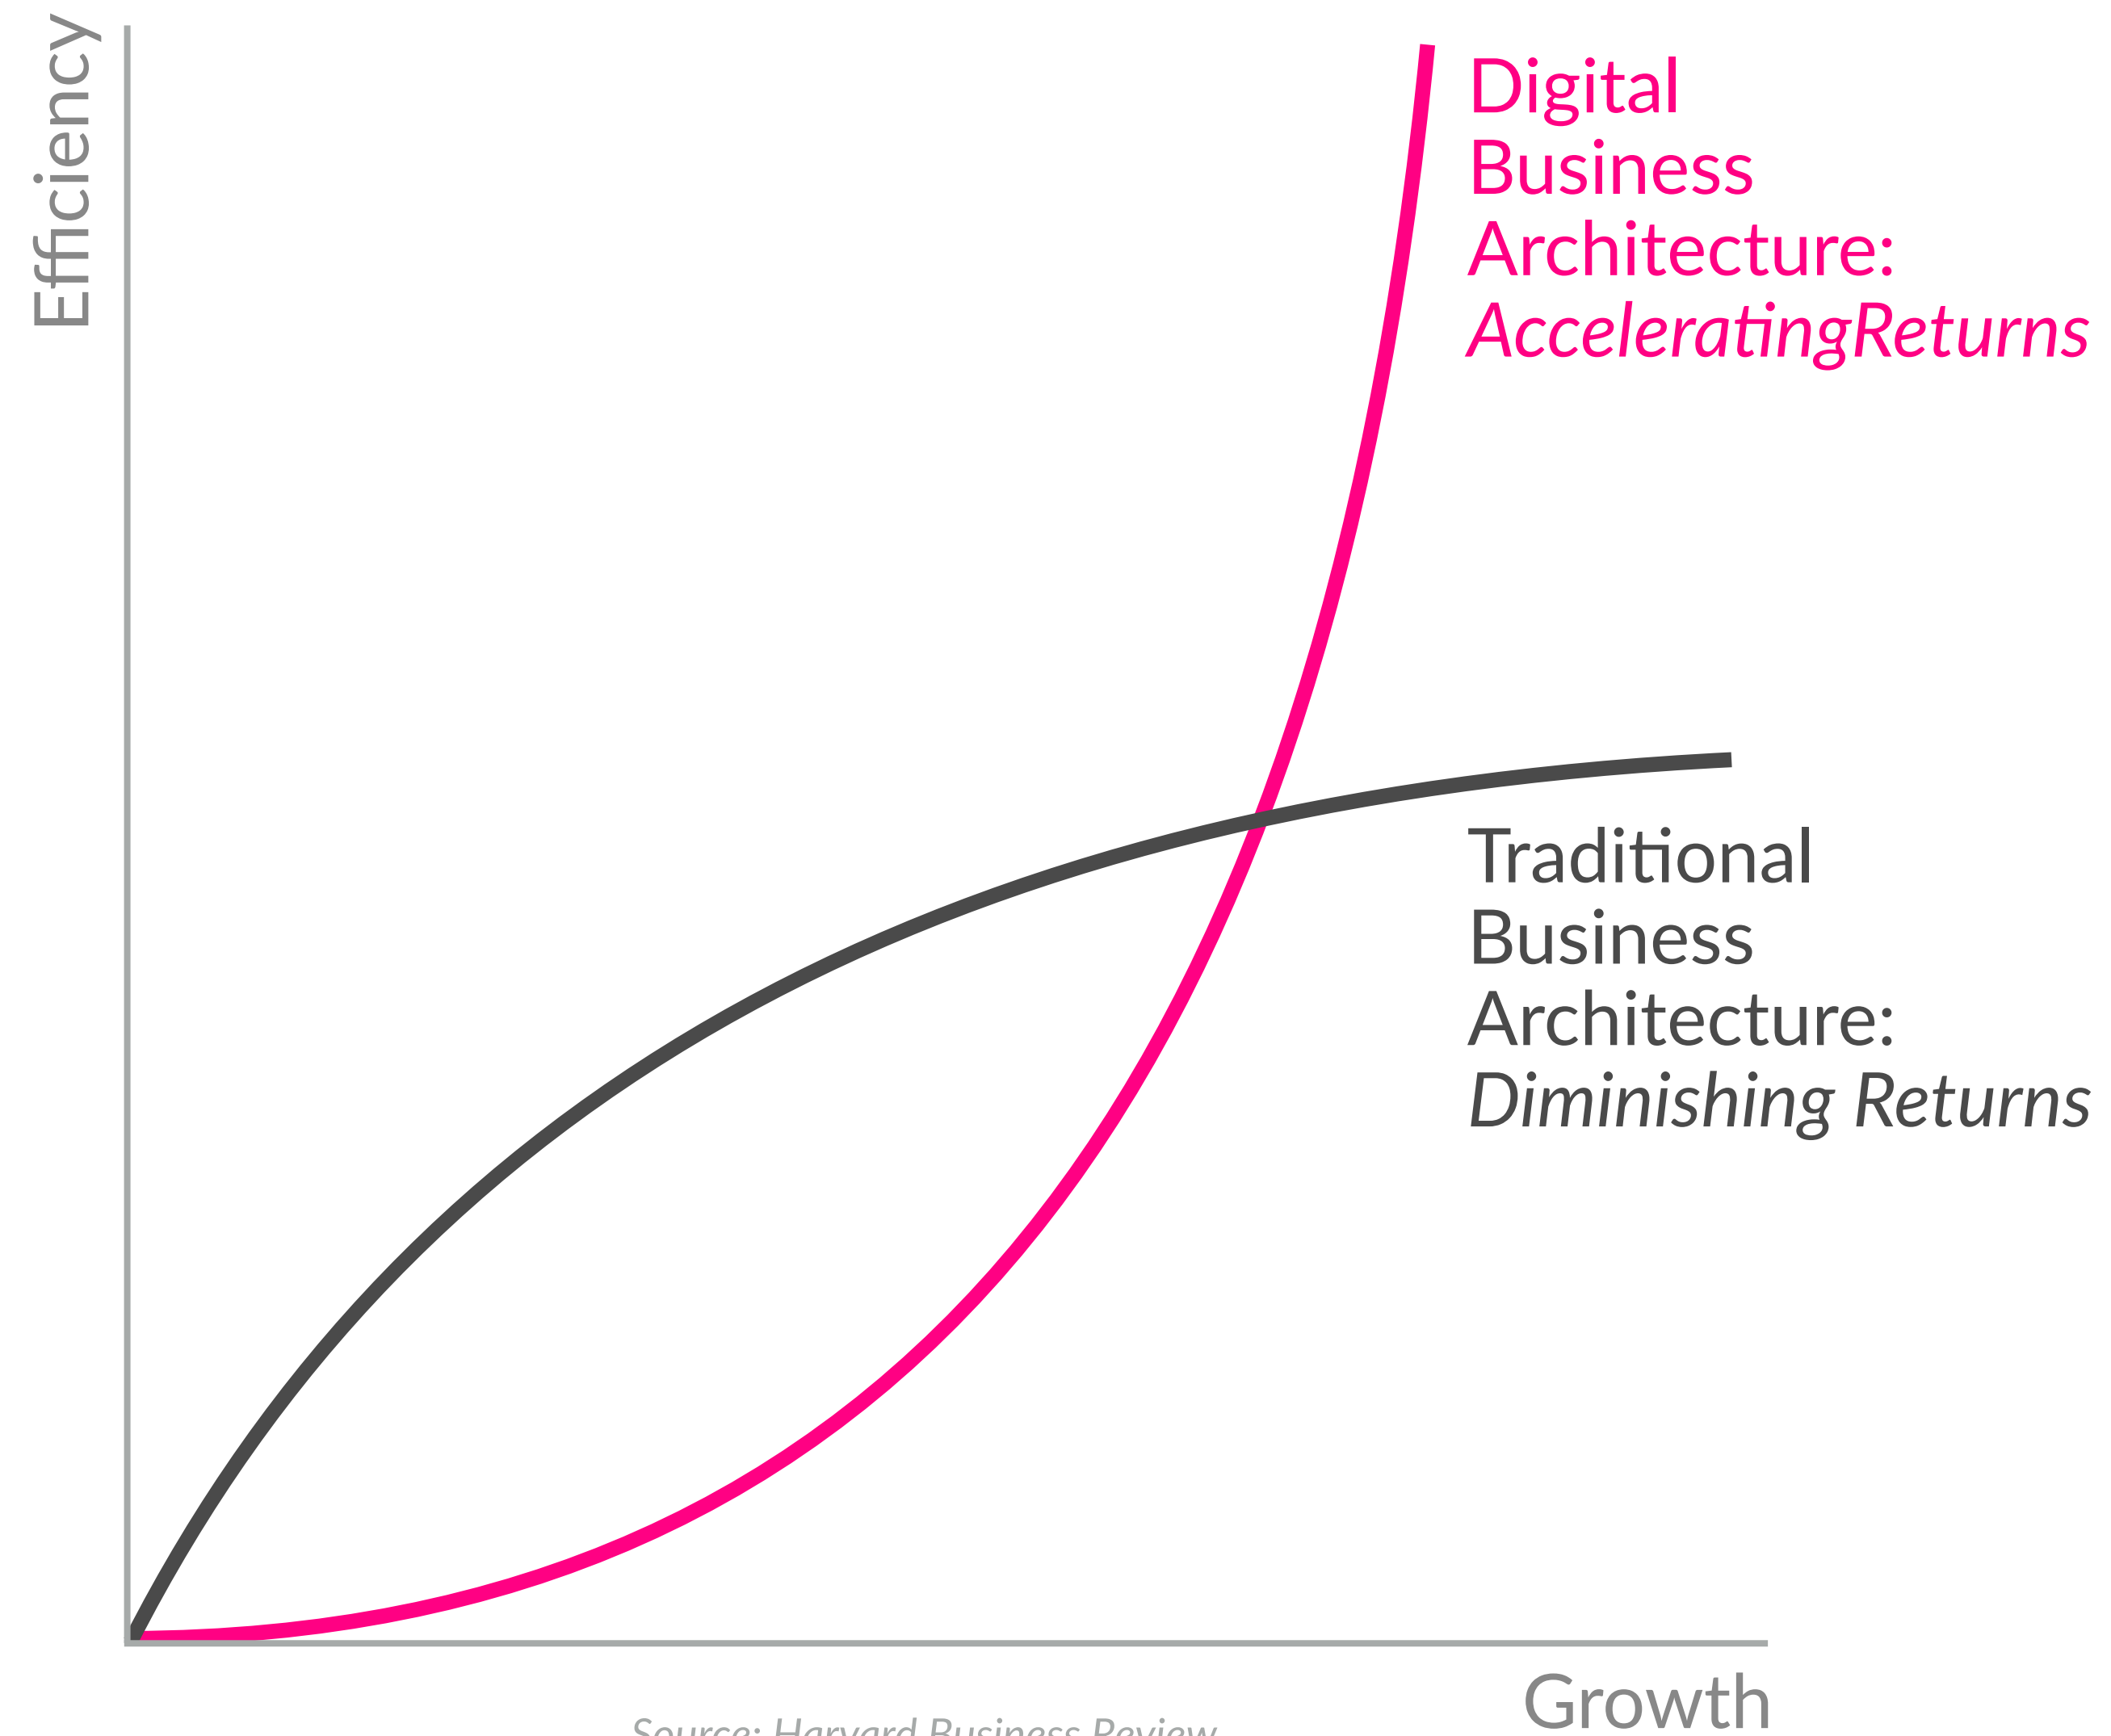 Efficiency
Digital
Business
Architecture:
AcceleratingReturns
Traditional
Business
Architecture:
Diminishing Returns
Growth
Source: Harvard Business Review